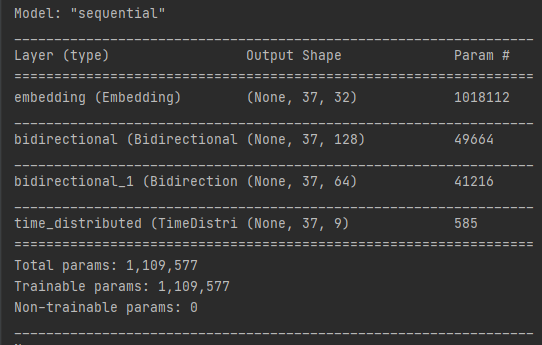 Model: "sequential"
_________________________________________________________________
Layer (type)                 Output Shape              Param #
=================================================================
embedding (Embedding)        (None, 37, 32)            1018112
_________________________________________________________________
bidirectional (Bidirectional (None, 37, 128)           49664
_________________________________________________________________
bidirectional_1 (Bidirection (None, 37, 64)            41216
_________________________________________________________________
time_distributed (TimeDistri (None, 37, 9)             585
=================================================================
Total params: 1,109,577
Trainable params: 1,109,577
Non-trainable params: 0
_________________________________________________________________